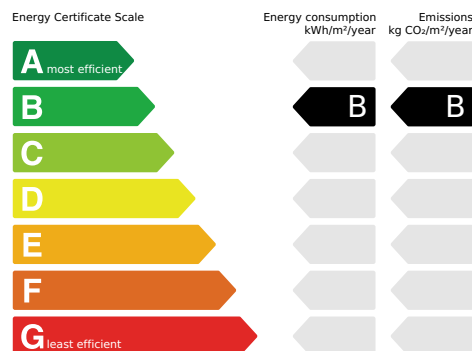 Energy Certificate Scale
Energy consumption
kWh/m²/year
Emissions
kg CO₂/m²/year
A most efficient
B B B
C
D
E
F
G least efficient